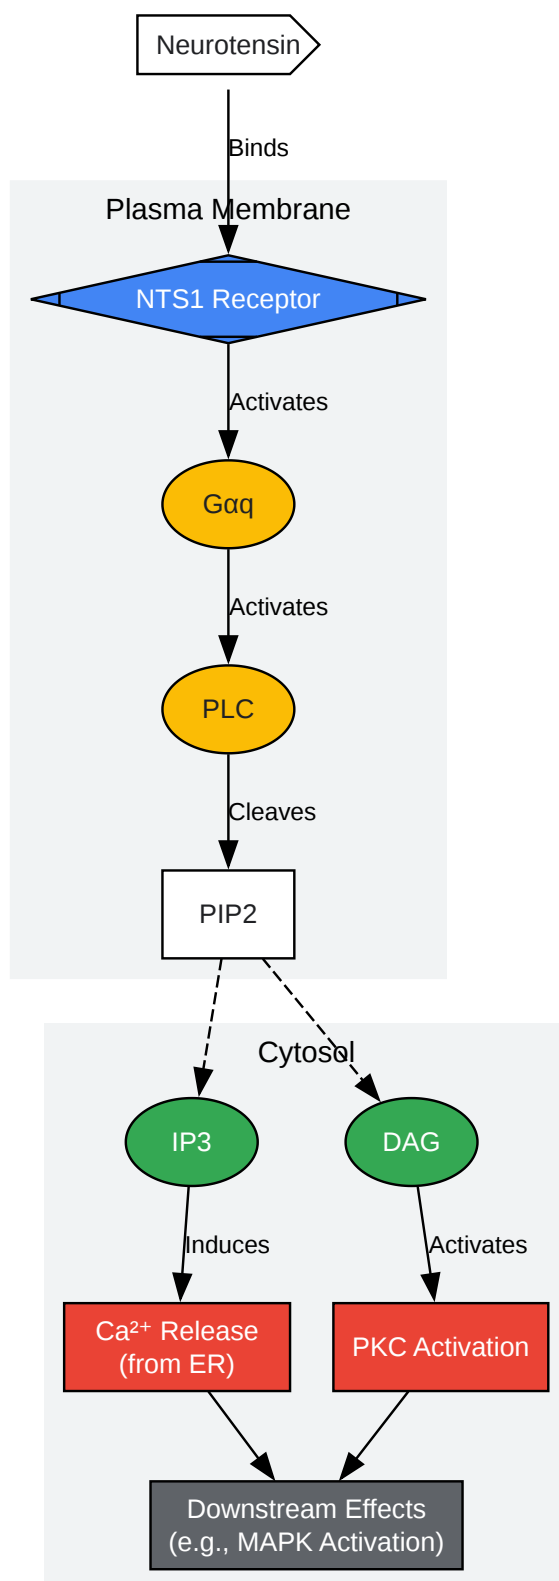 Neurotensin
Binds
Plasma Membrane
NTS1 Receptor
Activates
Gαq
Activates
PLC
Cleaves
PIP2
Cytosol
IP3
DAG
Induces
Activates
Ca²⁺ Release
(from ER)
PKC Activation
Downstream Effects
(e.g., MAPK Activation)